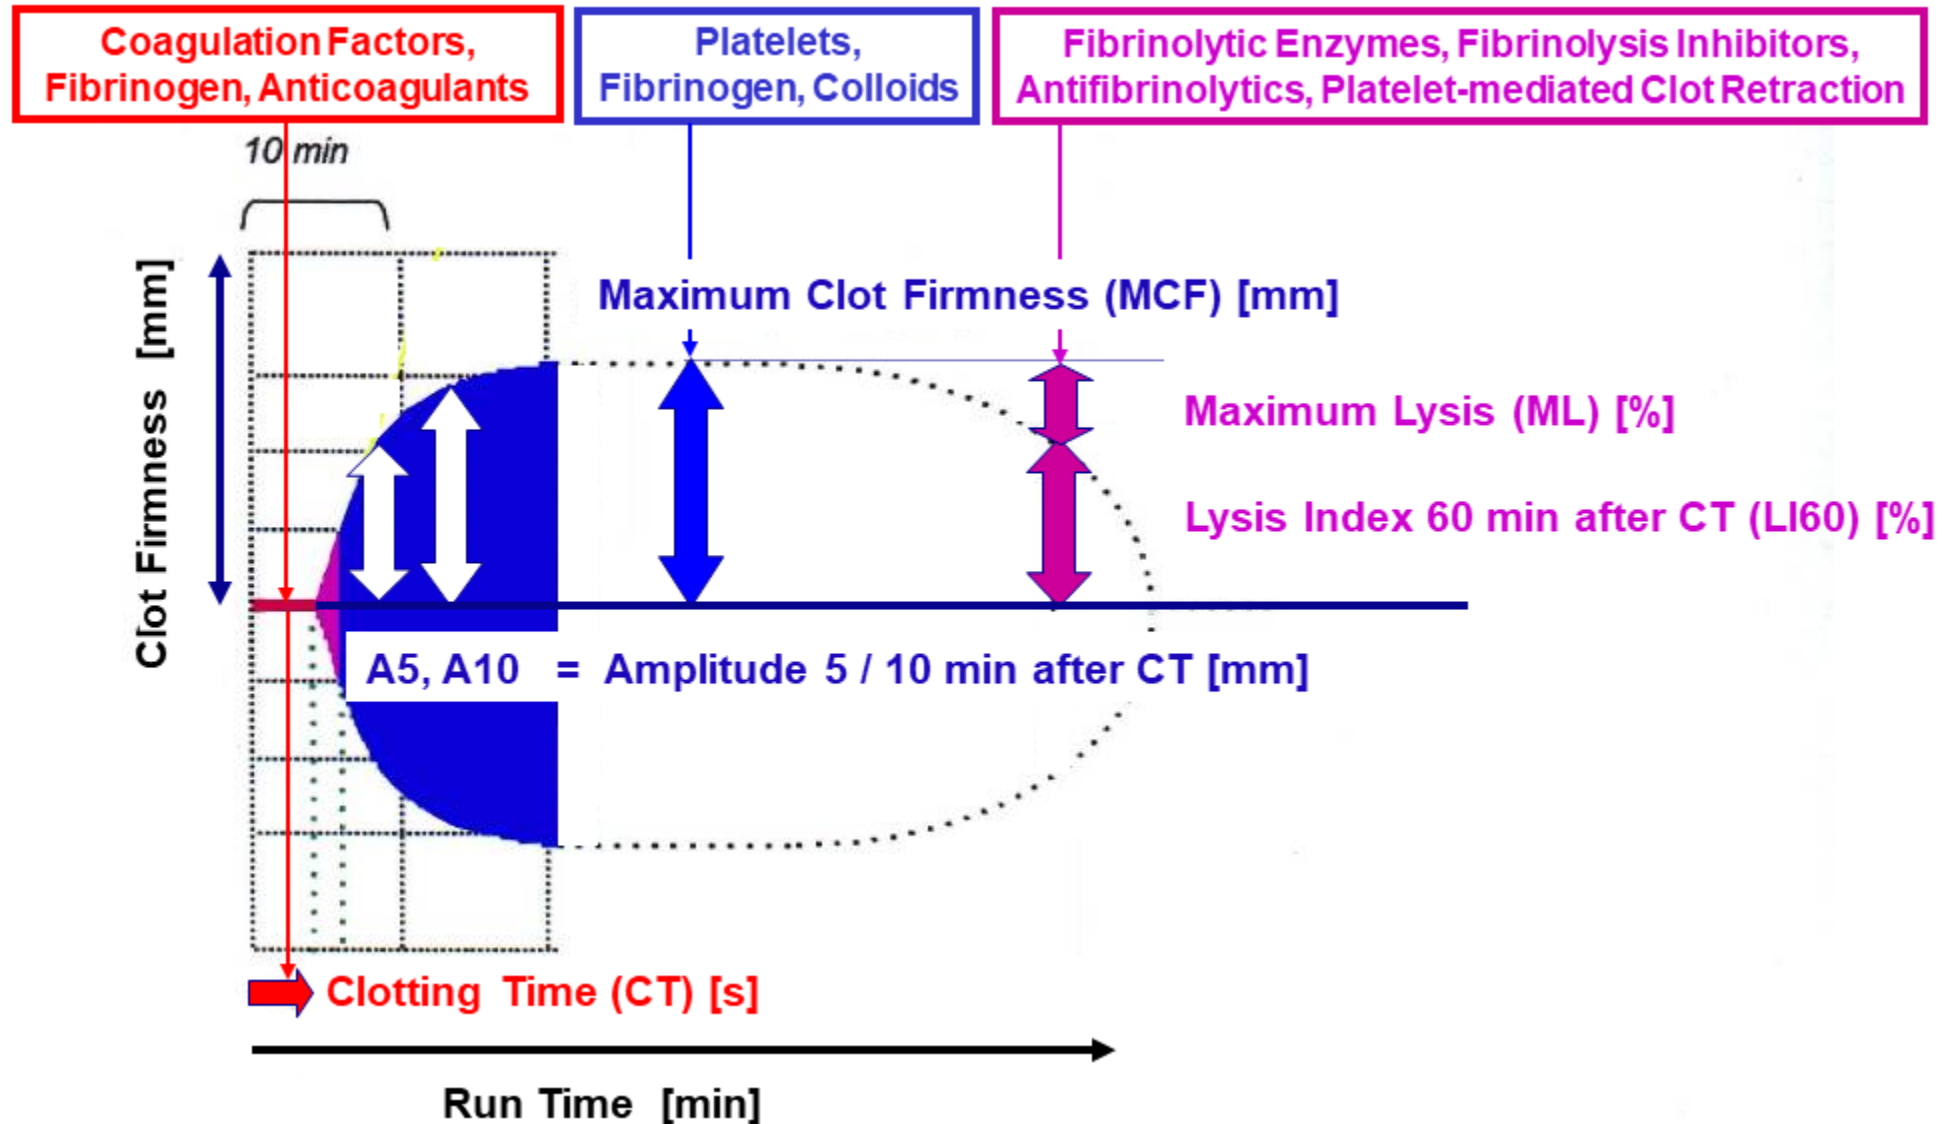 Coagulation Factors,
Fibrinogen, Anticoagulants
Platelets,
Fibrinogen, Colloids
Fibrinolytic Enzymes, Fibrinolysis Inhibitors,
Antifibrinolytics, Platelet-mediated Clot Retraction
10 min
Clot Firmness [mm]
Maximum Clot Firmness (MCF) [mm]
Maximum Lysis (ML) [%]
Lysis Index 60 min after CT (LI60) [%]
A5, A10 = Amplitude 5 / 10 min after CT [mm]
Clotting Time (CT) [s]
Run Time [min]